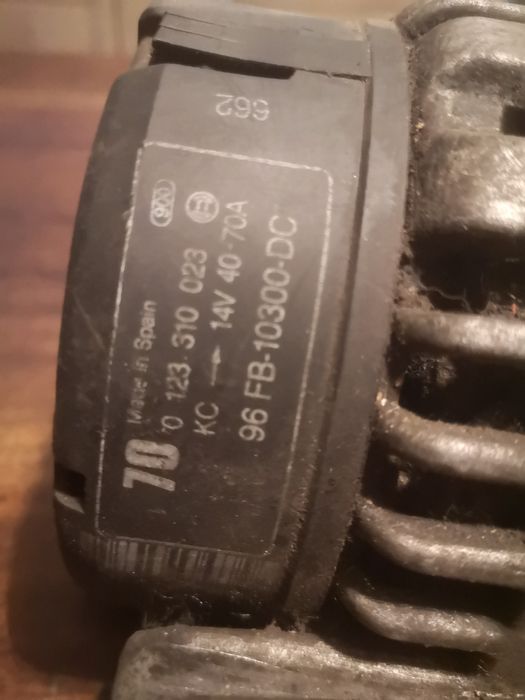 662
Made in Spain
70
0 123 310 023
KC → 14V 40-70A
96 FB-10300-DC